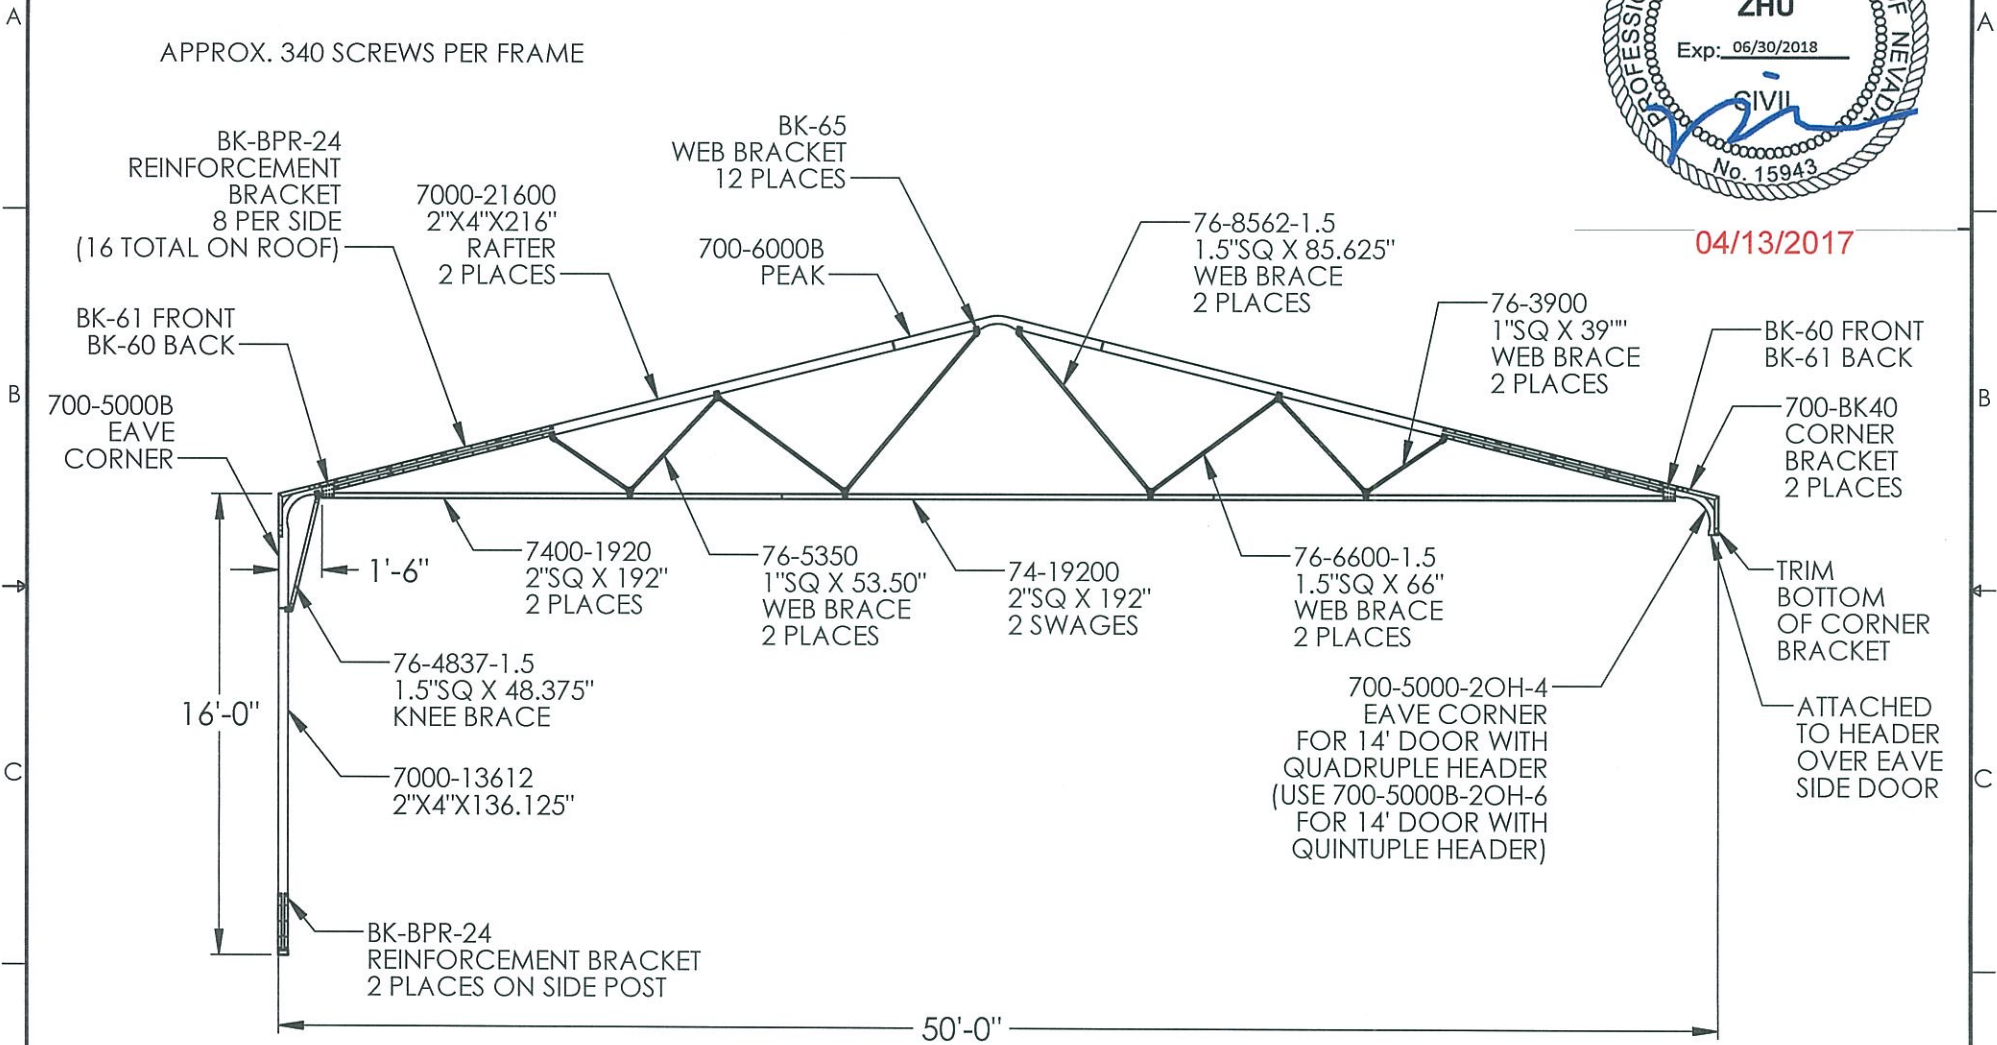 A
A
APPROX. 340 SCREWS PER FRAME
ZHU
Exp: 06/30/2018
CIVIL
No. 15943
04/13/2017
BK-BPR-24
REINFORCEMENT
BRACKET
8 PER SIDE
(16 TOTAL ON ROOF)
7000-21600
2"X4"X216"
RAFTER
2 PLACES
BK-65
WEB BRACKET
12 PLACES
700-6000B
PEAK
76-8562-1.5
1.5"SQ X 85.625"
WEB BRACE
2 PLACES
76-3900
1"SQ X 39""
WEB BRACE
2 PLACES
BK-61 FRONT
BK-60 BACK
BK-60 FRONT
BK-61 BACK
B
B
700-5000B
EAVE
CORNER
700-BK40
CORNER
BRACKET
2 PLACES
1'-6"
7400-1920
2"SQ X 192"
2 PLACES
76-5350
1"SQ X 53.50"
WEB BRACE
2 PLACES
74-19200
2"SQ X 192"
2 SWAGES
76-6600-1.5
1.5"SQ X 66"
WEB BRACE
2 PLACES
TRIM
BOTTOM
OF CORNER
BRACKET
76-4837-1.5
1.5"SQ X 48.375"
KNEE BRACE
16'-0"
700-5000-2OH-4
EAVE CORNER
FOR 14' DOOR WITH
QUADRUPLE HEADER
(USE 700-5000B-2OH-6
FOR 14' DOOR WITH
QUINTUPLE HEADER)
ATTACHED
TO HEADER
OVER EAVE
SIDE DOOR
C
C
7000-13612
2"X4"X136.125"
BK-BPR-24
REINFORCEMENT BRACKET
2 PLACES ON SIDE POST
50'-0"